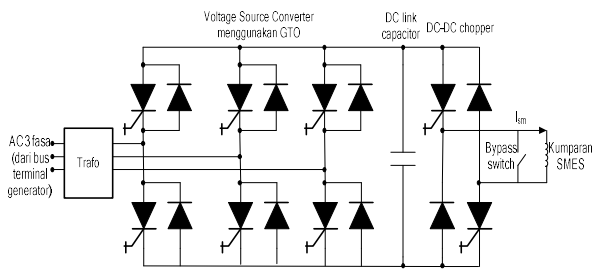 Voltage Source Converter
menggunakan GTO
DC link
capacitor
DC-DC chopper
AC 3 fasa
(dari bus
terminal
generator)
Trafo
Ism
Bypass
switch
Kumparan
SMES